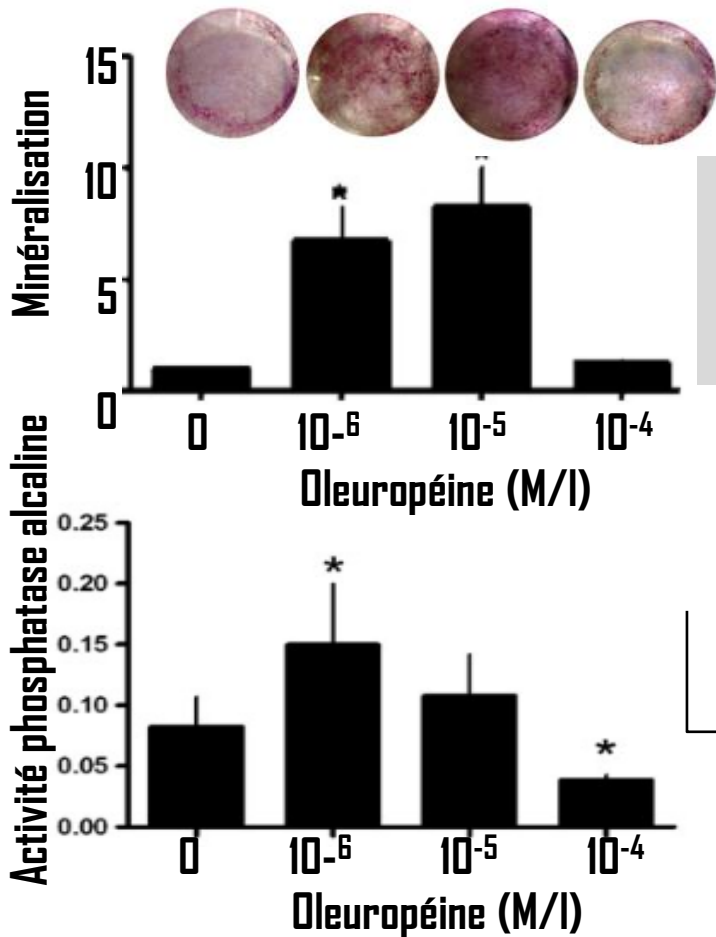 Minéralisation
15
10
5
0
* *
0 10-⁶ 10⁻⁵ 10⁻⁴
Oleuropéine (M/l)
Activité phosphatase alcaline
0.25
0.20
0.15
0.10
0.05
0.00
* *
0 10-⁶ 10⁻⁵ 10⁻⁴
Oleuropéine (M/l)